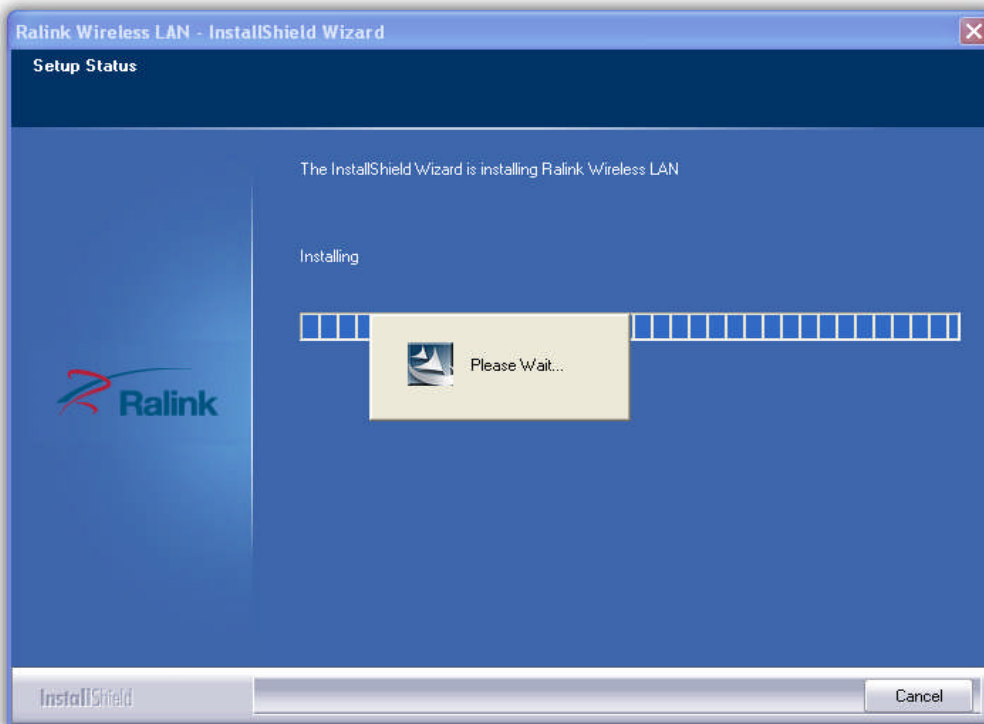 Ralink Wireless LAN - InstallShield Wizard
Setup Status
The InstallShield Wizard is installing Ralink Wireless LAN
Installing
Please Wait...
Ralink
InstallShield
Cancel